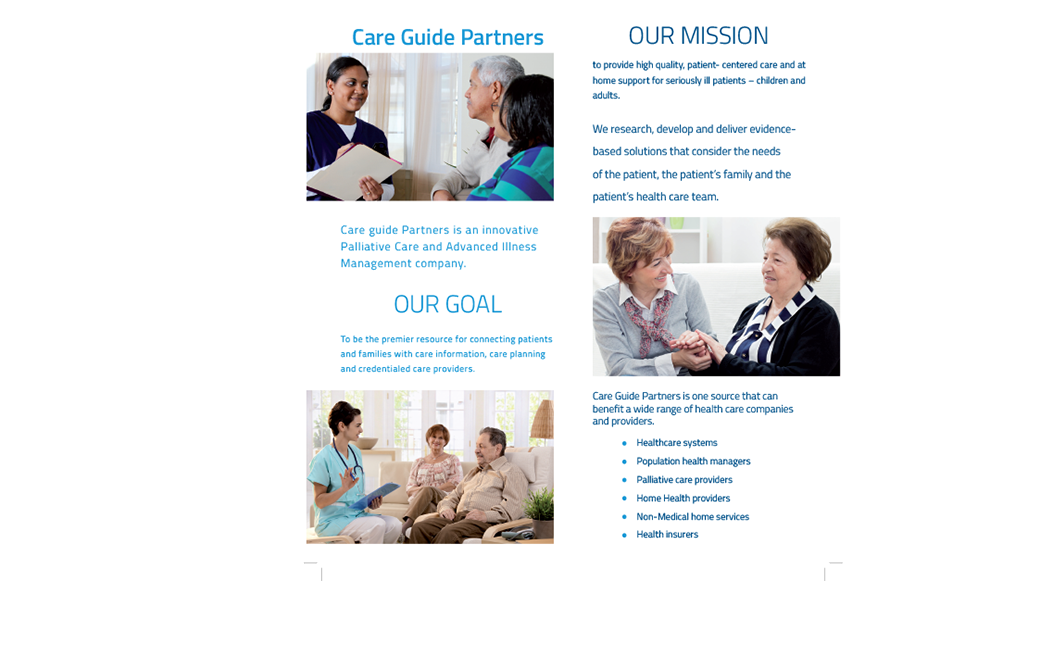 Care Guide Partners
Care guide Partners is an innovative
Palliative Care and Advanced Illness
Management company.
OUR GOAL
To be the premier resource for connecting patients
and families with care information, care planning
and credentialed care providers.
OUR MISSION
to provide high quality, patient- centered care and at
home support for seriously ill patients – children and
adults.
We research, develop and deliver evidence-
based solutions that consider the needs
of the patient, the patient's family and the
patient's health care team.
Care Guide Partners is one source that can
benefit a wide range of health care companies
and providers.
• Healthcare systems
• Population health managers
• Palliative care providers
• Home Health providers
• Non-Medical home services
• Health insurers